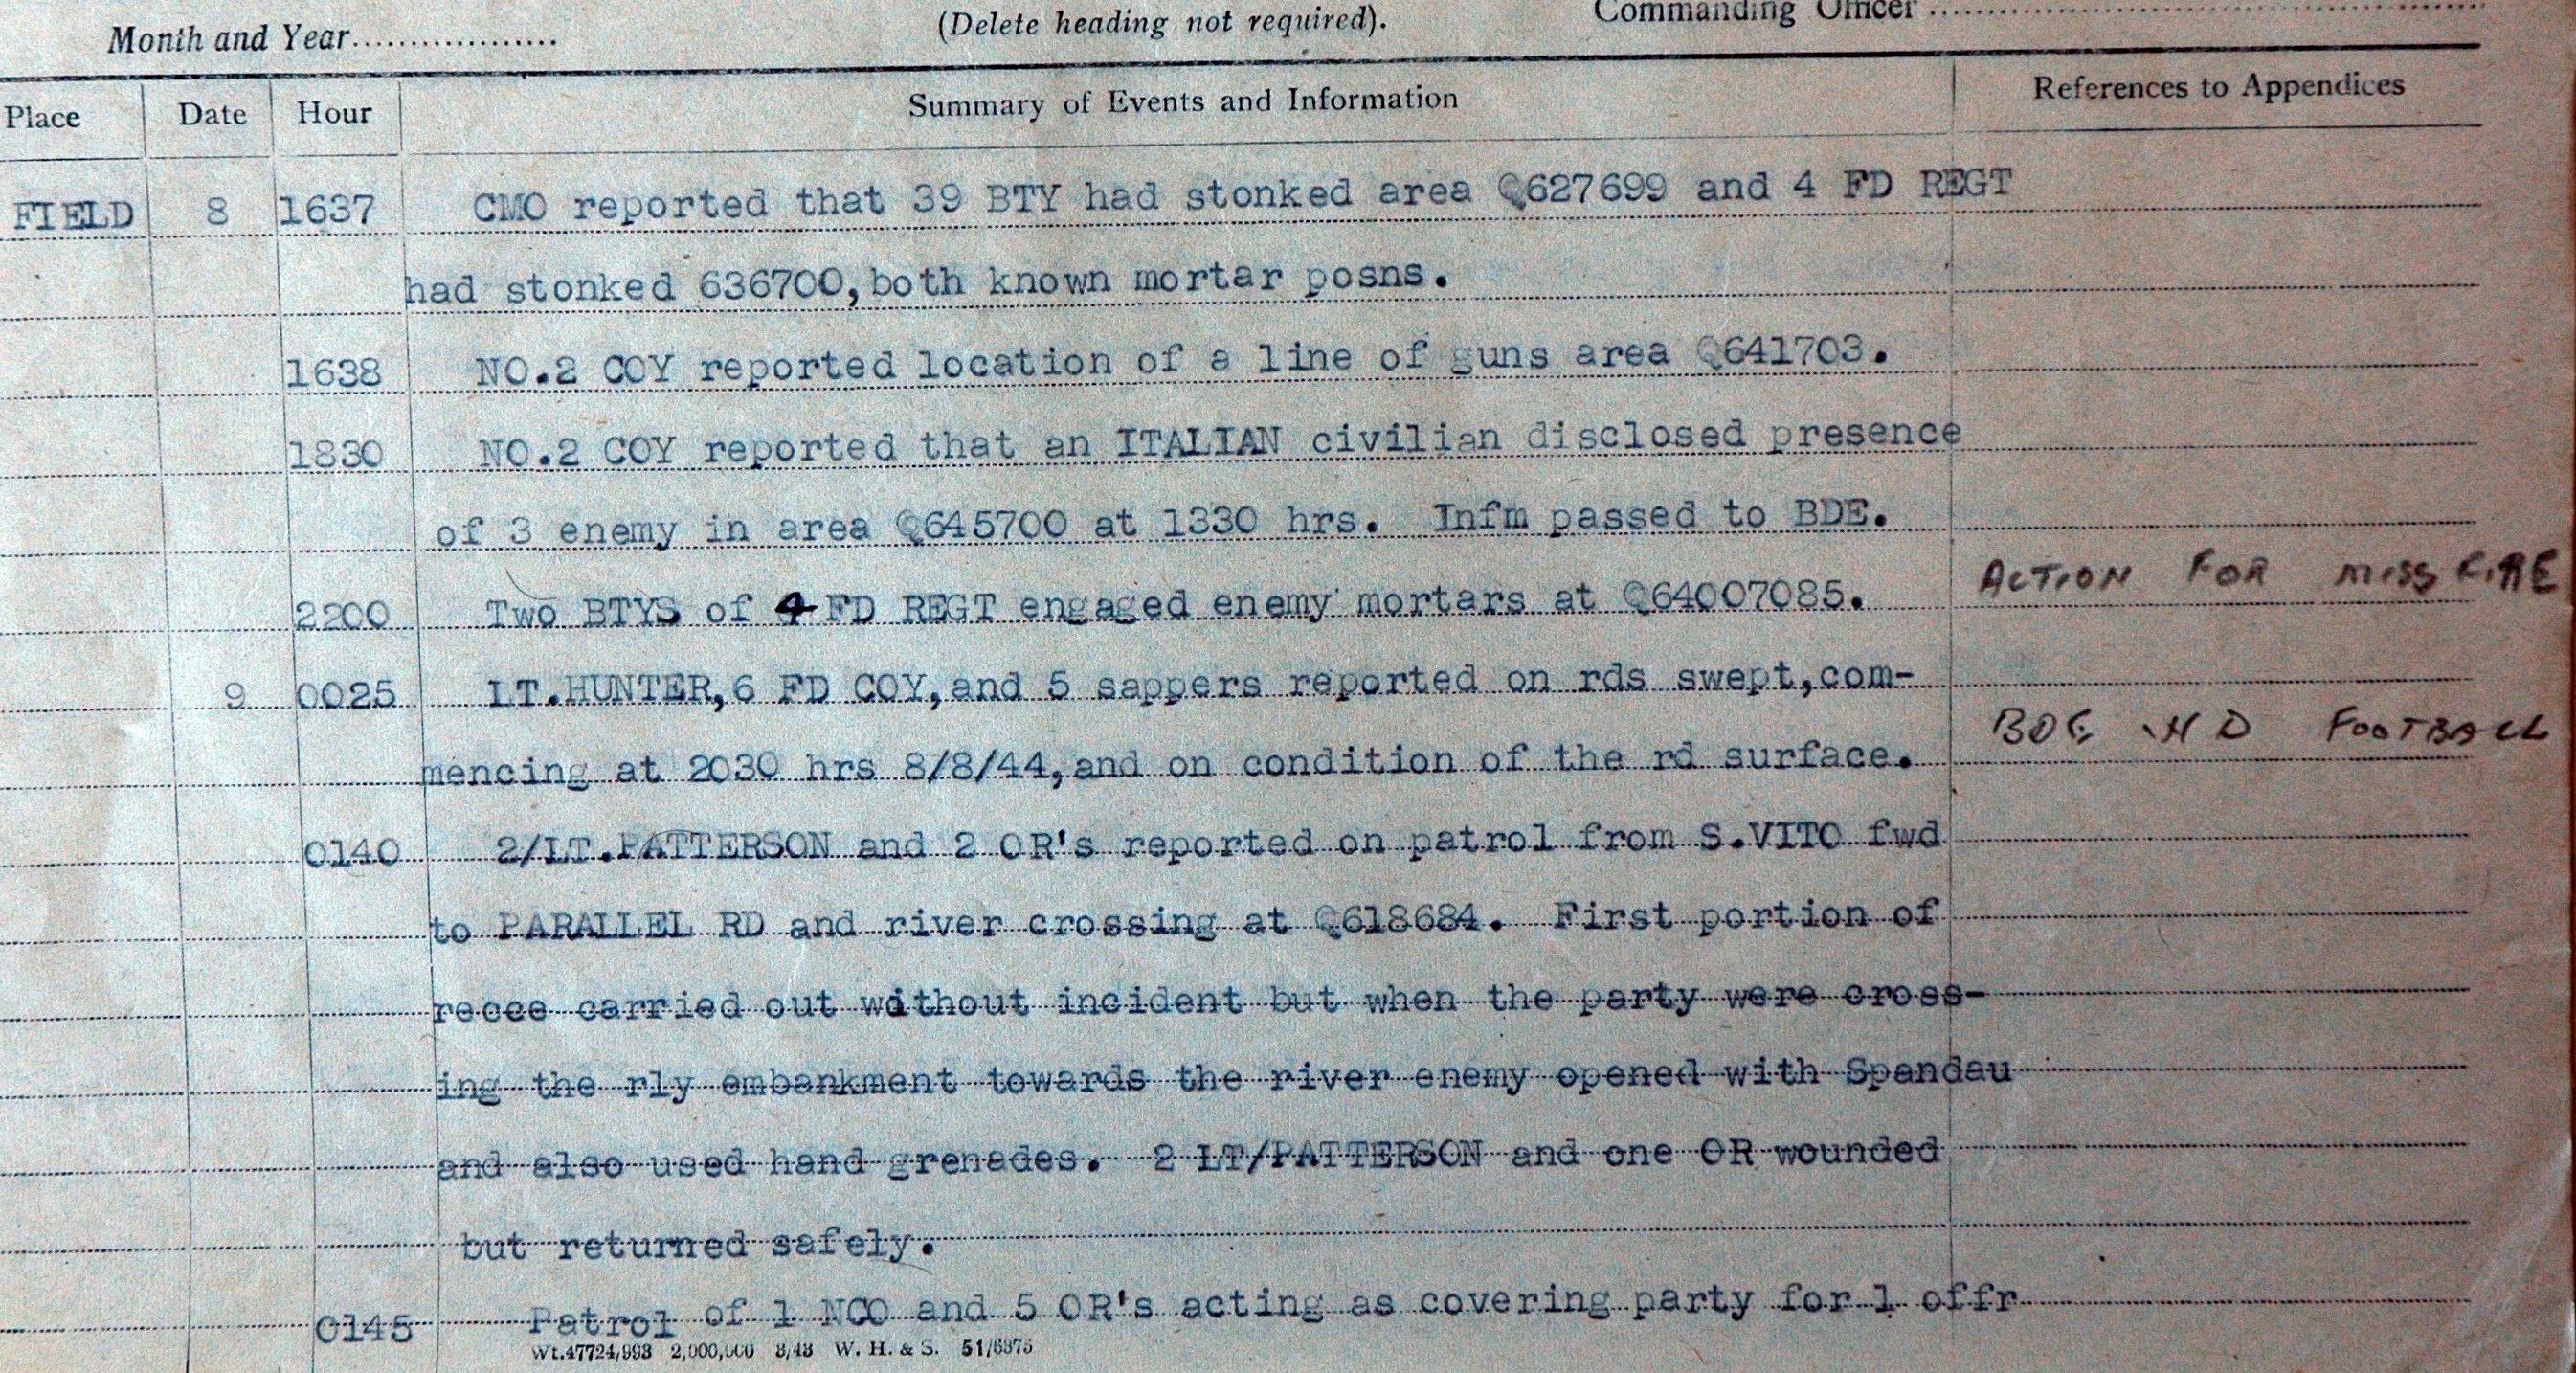 Month and Year..................
(Delete heading not required).
Commanding Officer
Place Date Hour Summary of Events and Information References to Appendices
FIELD 8 1637 CMO reported that 39 BTY had stonked area Q627699 and 4 FD REGT
had stonked 636700,both known mortar posns.
1638 NO.2 COY reported location of a line of guns area Q641703.
1830 NO.2 COY reported that an ITALIAN civilian disclosed presence
of 3 enemy in area Q645700 at 1330 hrs. Infm passed to BDE.
ACTION FOR MISS FIRE
2200 Two BTYS of 4 FD REGT engaged enemy mortars at Q64007085.
9 0025 LT.HUNTER,6 FD COY,and 5 sappers reported on rds swept,com-
FOOTBALL
mencing at 2030 hrs 8/8/44,and on condition of the rd surface.
0140 2/LT.PATTERSON and 2 OR's reported on patrol from S.VITO fwd
to PARALLEL RD and river crossing at Q618684. First portion of
recce carried out without incident but when the party were cross-
ing the rly embankment towards the river enemy opened with Spandau
and also used hand grenades. 2 LT/PATTERSON and one OR wounded
but returned safely.
0145 Patrol of 1 NCO and 5 OR's acting as covering party for 1 offr
Wt.47724/993 2,000,000 3/43 W. H. & S. 51/6375